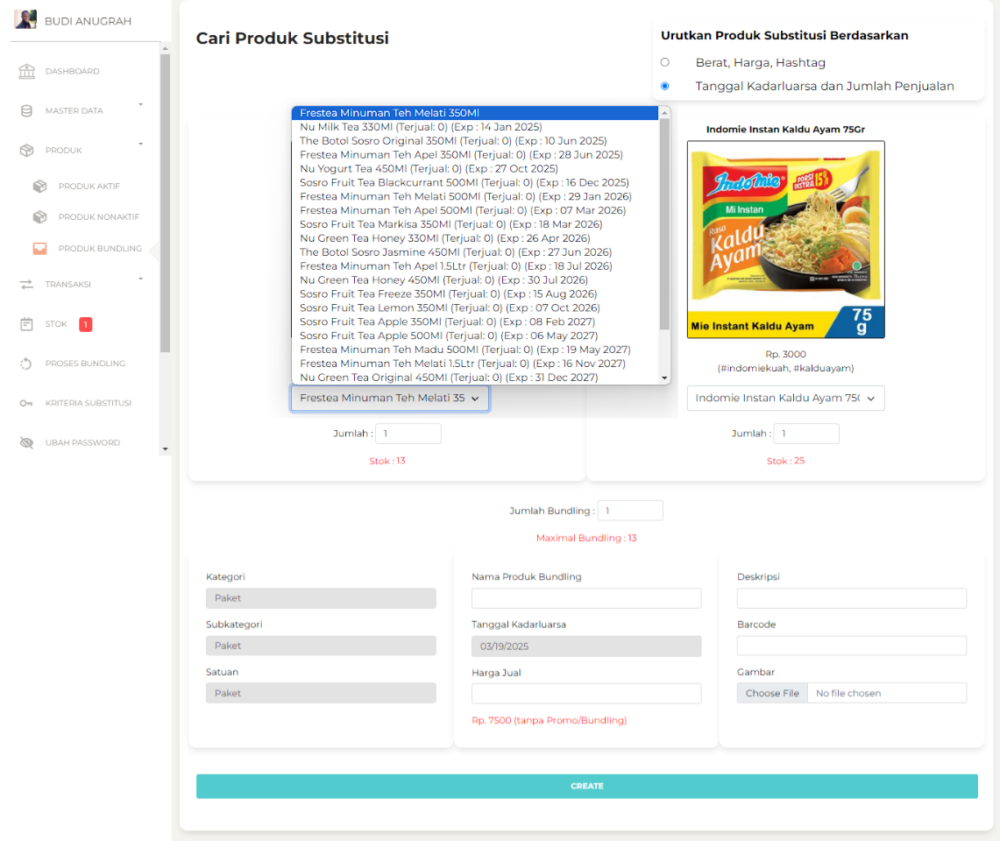 BUDI ANUGRAH
DASHBOARD
MASTER DATA
PRODUK
PRODUK AKTIF
PRODUK NONAKTIF
PRODUK BUNDLING
TRANSAKSI
STOK 1
PROSES BUNDLING
KRITERIA SUBSTITUSI
UBAH PASSWORD
Cari Produk Substitusi
Urutkan Produk Substitusi Berdasarkan
Berat, Harga, Hashtag
Tanggal Kadarluarsa dan Jumlah Penjualan
Frestea Minuman Teh Melati 350Ml
Nu Milk Tea 330Ml (Terjual: 0) (Exp : 14 Jan 2025)
The Botol Sosro Original 350Ml (Terjual: 0) (Exp : 10 Jun 2025)
Frestea Minuman Teh Apel 350Ml (Terjual: 0) (Exp : 28 Jun 2025)
Nu Yogurt Tea 450Ml (Terjual: 0) (Exp : 27 Oct 2025)
Sosro Fruit Tea Blackcurrant 500Ml (Terjual: 0) (Exp : 16 Dec 2025)
Frestea Minuman Teh Melati 500Ml (Terjual: 0) (Exp : 29 Jan 2026)
Frestea Minuman Teh Apel 500Ml (Terjual: 0) (Exp : 07 Mar 2026)
Sosro Fruit Tea Markisa 350Ml (Terjual: 0) (Exp : 18 Mar 2026)
Nu Green Tea Honey 330Ml (Terjual: 0) (Exp : 26 Apr 2026)
The Botol Sosro Jasmine 450Ml (Terjual: 0) (Exp : 27 Jun 2026)
Frestea Minuman Teh Apel 1.5Ltr (Terjual: 0) (Exp : 18 Jul 2026)
Nu Green Tea Honey 450Ml (Terjual: 0) (Exp : 30 Jul 2026)
Sosro Fruit Tea Freeze 350Ml (Terjual: 0) (Exp : 15 Aug 2026)
Sosro Fruit Tea Lemon 350Ml (Terjual: 0) (Exp : 07 Oct 2026)
Sosro Fruit Tea Apple 350Ml (Terjual: 0) (Exp : 08 Feb 2027)
Sosro Fruit Tea Apple 500Ml (Terjual: 0) (Exp : 06 May 2027)
Frestea Minuman Teh Madu 500Ml (Terjual: 0) (Exp : 19 May 2027)
Frestea Minuman Teh Melati 1.5Ltr (Terjual: 0) (Exp : 16 Nov 2027)
Nu Green Tea Original 450Ml (Terjual: 0) (Exp : 31 Dec 2027)
Frestea Minuman Teh Melati 35
Jumlah : 1
Stok : 13
Indomie Instan Kaldu Ayam 75Gr
Indomie
PORSI EKSTRA 15%
Mi Instan
Rasa
Kaldu
Ayam
Mie Instant Kaldu Ayam
75
g
Rp. 3000
(#indomiekuah, #kalduayam)
Indomie Instan Kaldu Ayam 75(
Jumlah : 1
Stok : 25
Jumlah Bundling : 1
Maximal Bundling : 13
Kategori
Paket
Subkategori
Paket
Satuan
Paket
Nama Produk Bundling
Tanggal Kadarluarsa
03/19/2025
Harga Jual
Rp. 7500 (tanpa Promo/Bundling)
Deskripsi
Barcode
Gambar
Choose File No file chosen
CREATE